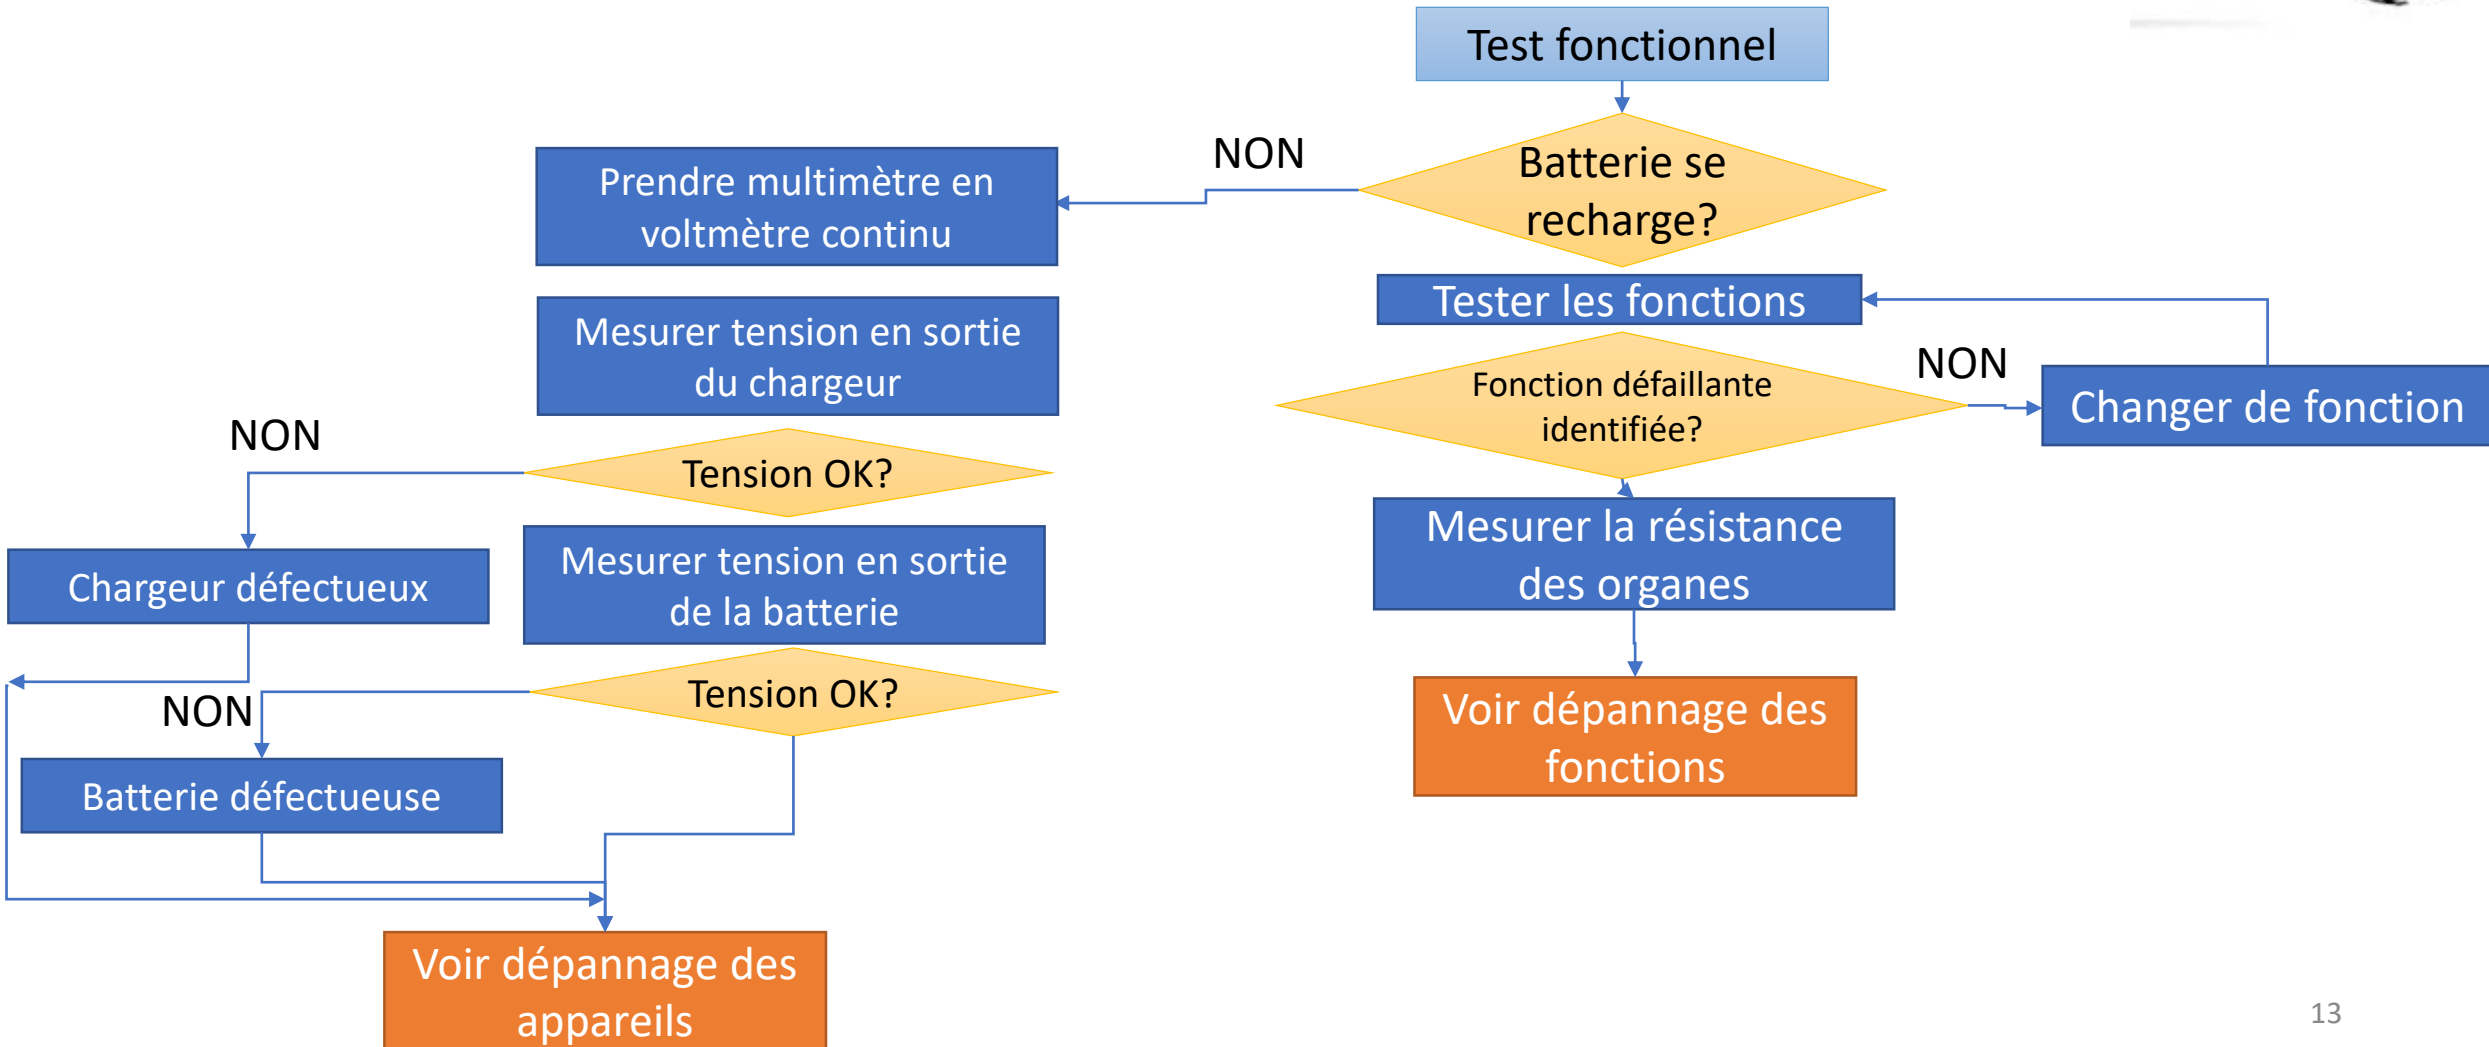 Test fonctionnel
NON
Batterie se
recharge?
Prendre multimètre en
voltmètre continu
Tester les fonctions
Mesurer tension en sortie
du chargeur
NON
Fonction défaillante
identifiée?
Changer de fonction
NON
Tension OK?
Mesurer la résistance
des organes
Mesurer tension en sortie
de la batterie
Chargeur défectueux
NON
Tension OK?
Voir dépannage des
fonctions
Batterie défectueuse
Voir dépannage des
appareils
13